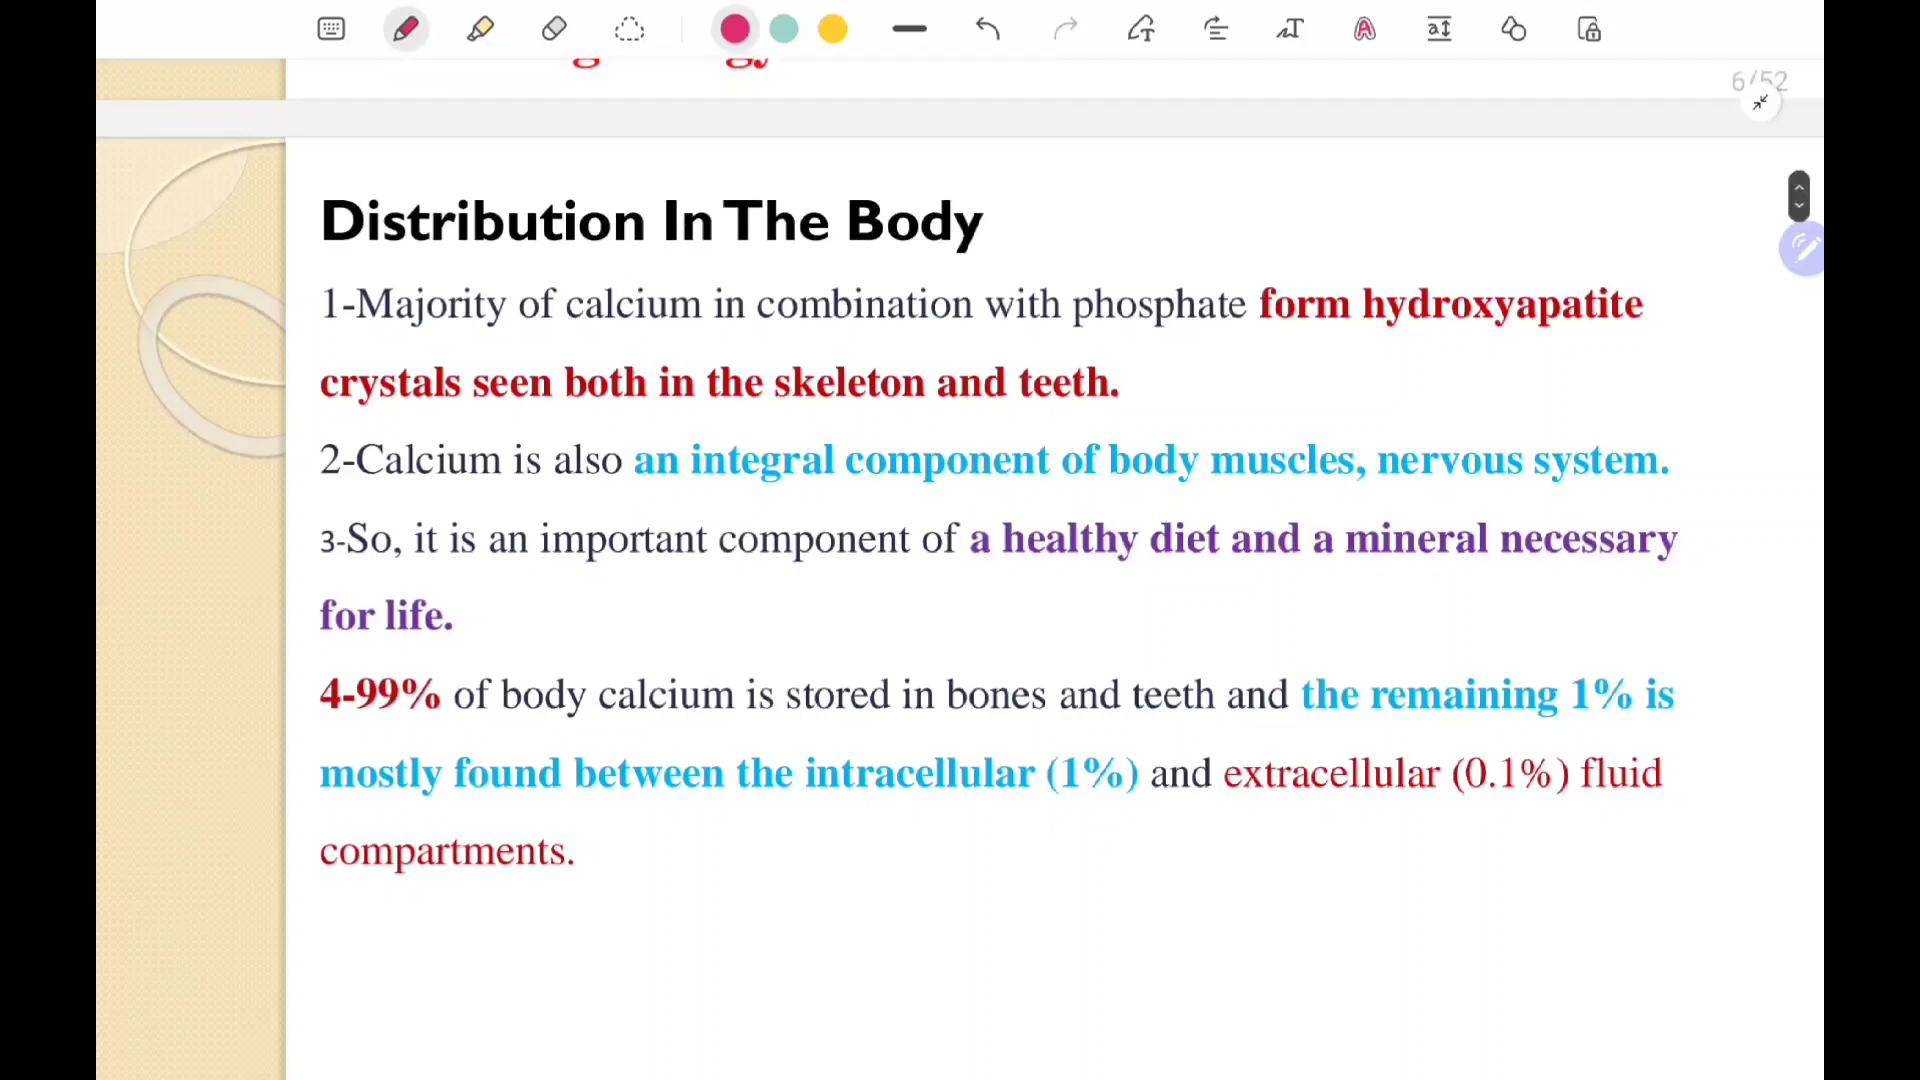 6/52
Distribution In The Body
1-Majority of calcium in combination with phosphate form hydroxyapatite
crystals seen both in the skeleton and teeth.
2-Calcium is also an integral component of body muscles, nervous system.
3-So, it is an important component of a healthy diet and a mineral necessary
for life.
4-99% of body calcium is stored in bones and teeth and the remaining 1% is
mostly found between the intracellular (1%) and extracellular (0.1%) fluid
compartments.